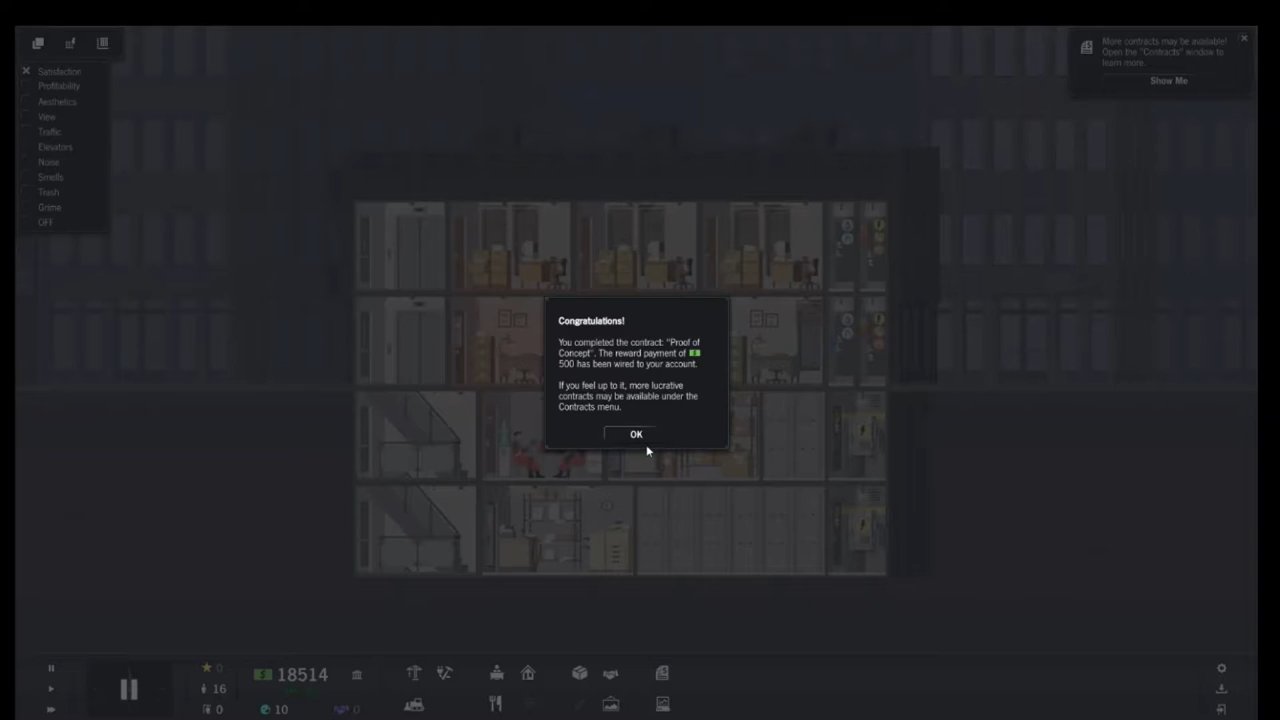 More contracts may be available!
Open the "Contracts" window to
learn more.
Show Me
Satisfaction
Profitability
Aesthetics
View
Traffic
Elevators
Noise
Smells
Trash
Grime
OFF
Congratulations!
You completed the contract: "Proof of
Concept". The reward payment of
500 has been wired to your account.
If you feel up to it, more lucrative
contracts may be available under the
Contracts menu.
OK
0
18514
16
0
10
0